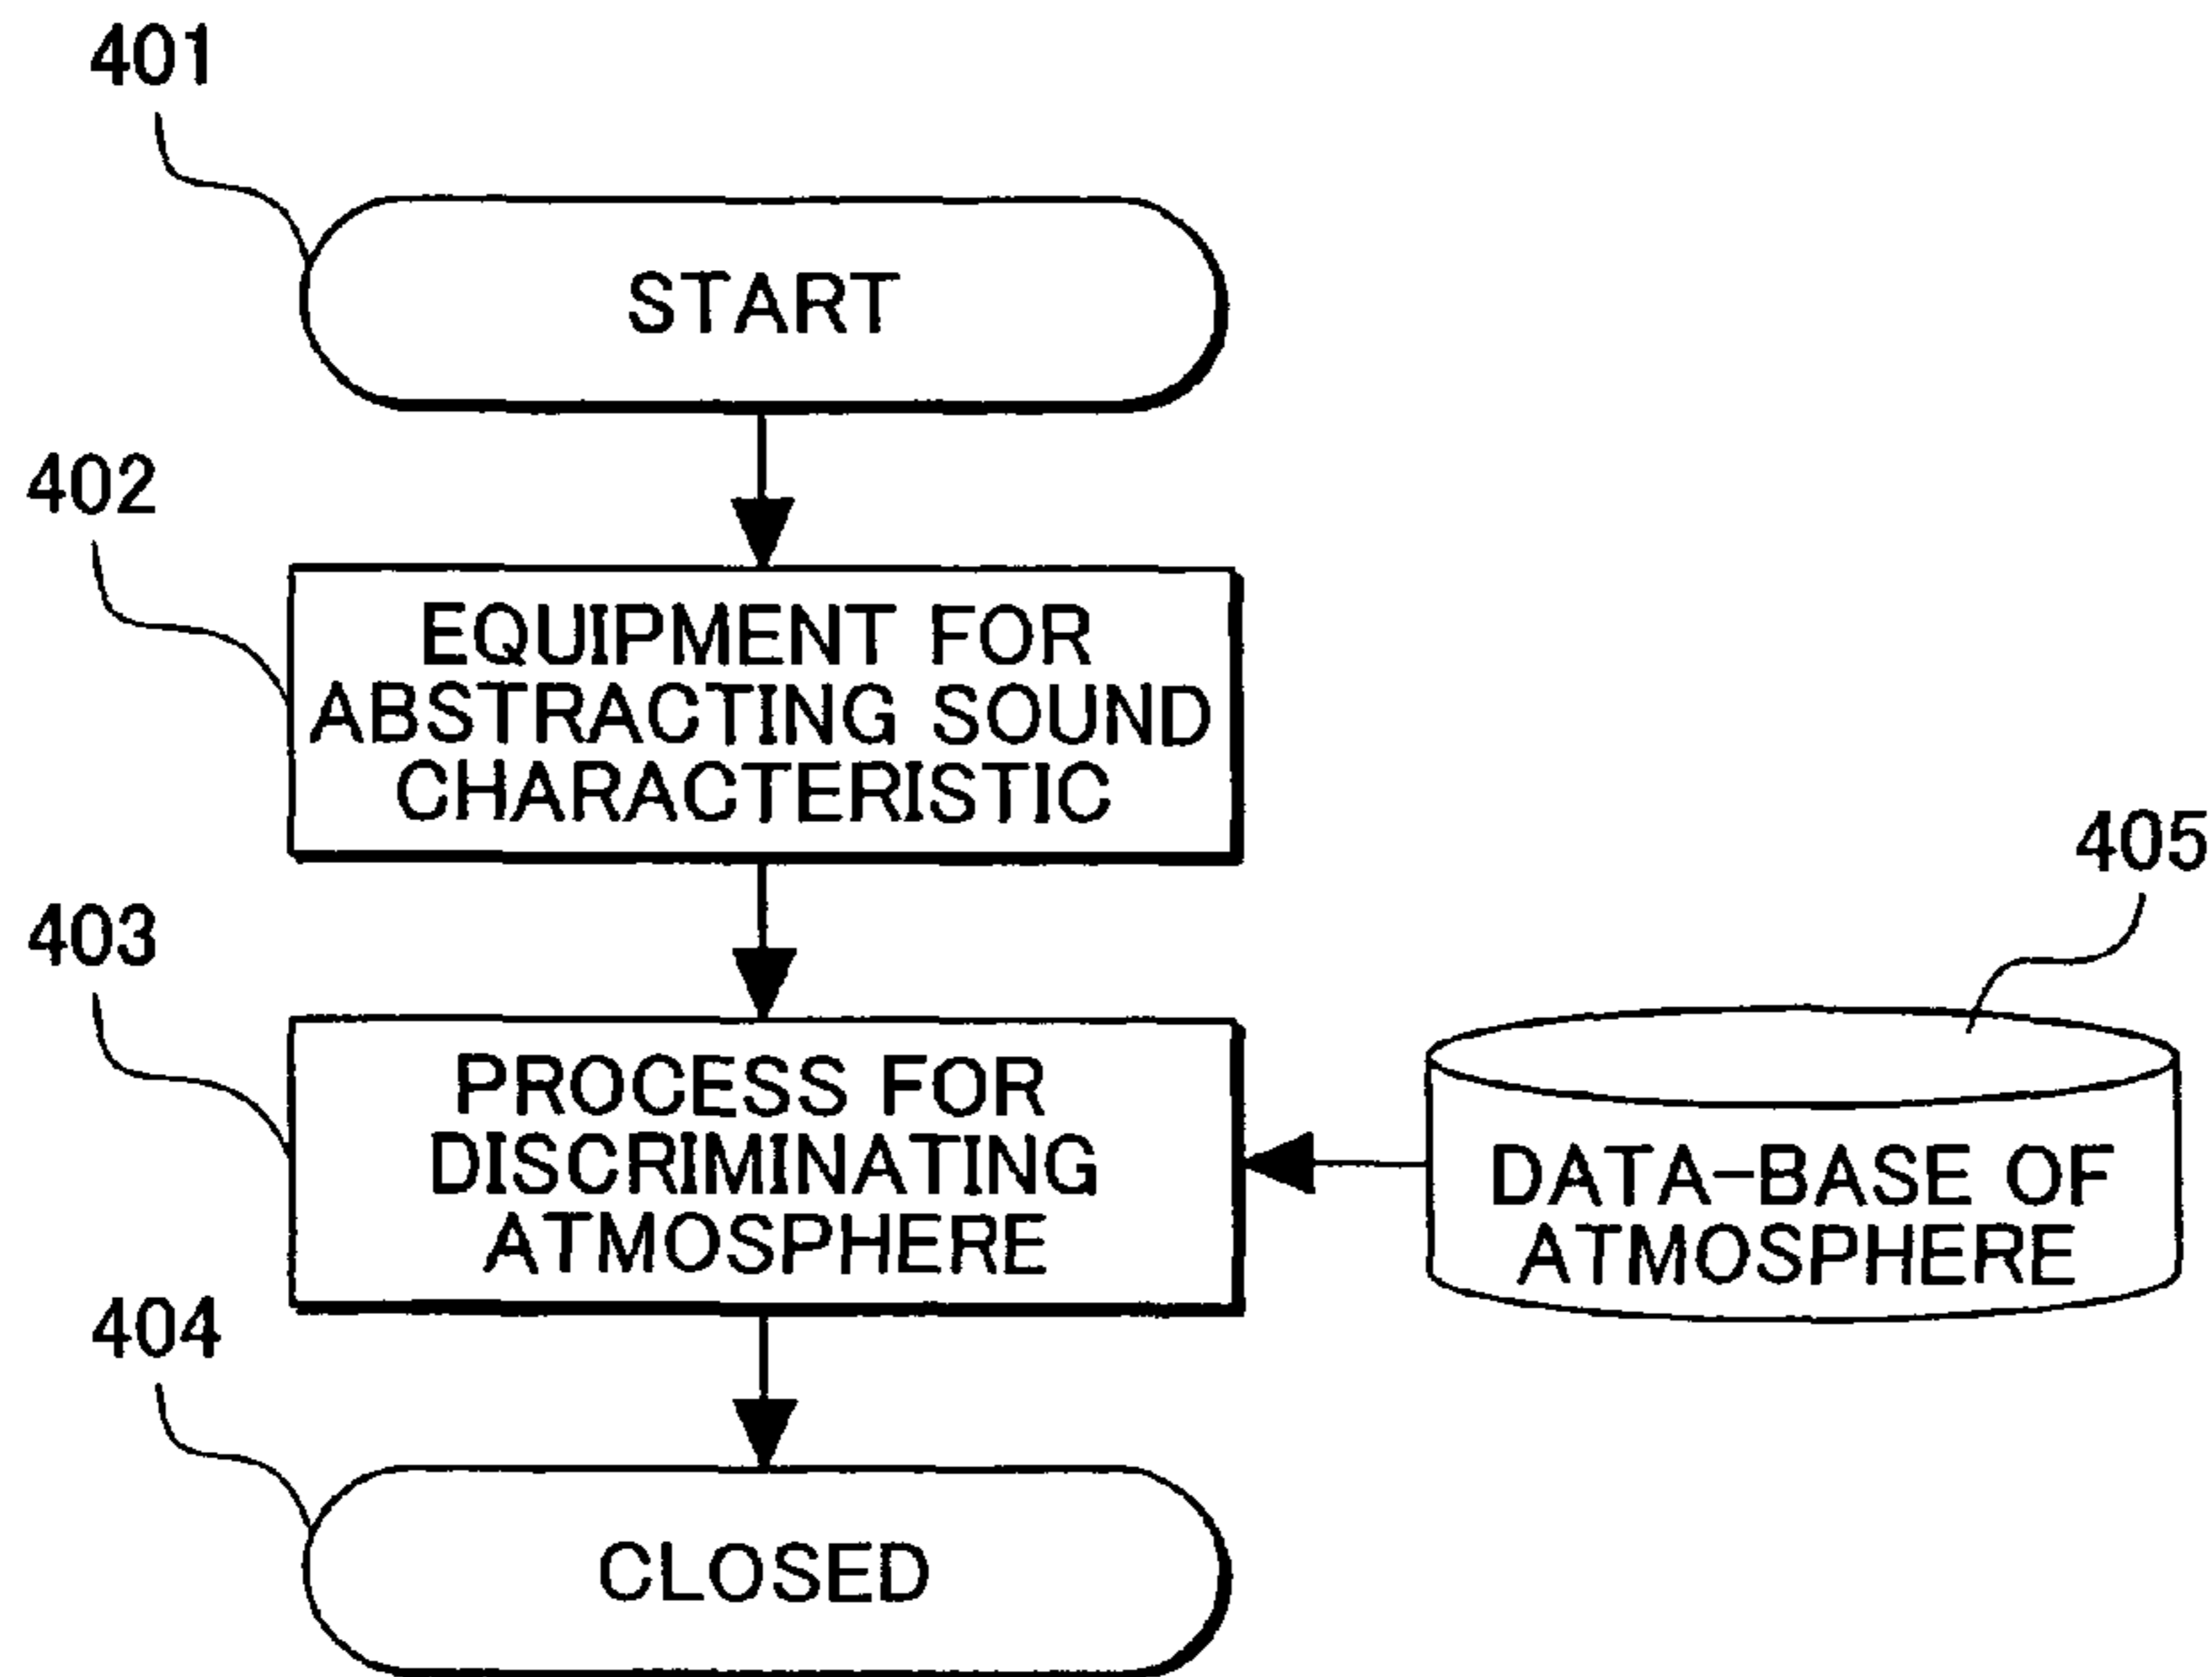 401
START
402
EQUIPMENT FOR
ABSTRACTING SOUND
CHARACTERISTIC
403
PROCESS FOR
DISCRIMINATING
ATMOSPHERE
405
DATA-BASE OF
ATMOSPHERE
404
CLOSED